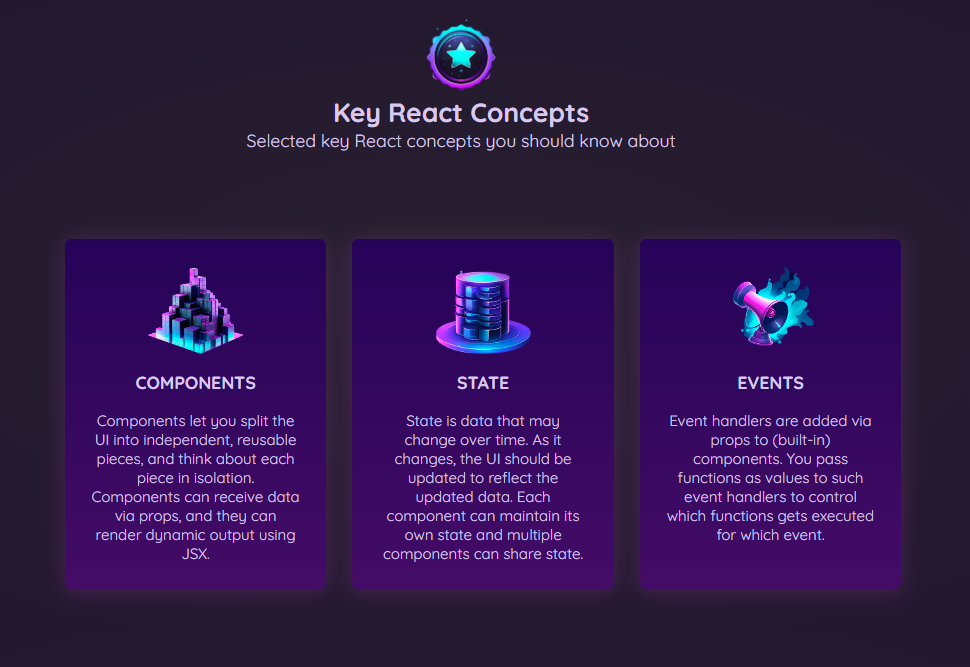 Key React Concepts
Selected key React concepts you should know about
COMPONENTS
Components let you split the
UI into independent, reusable
pieces, and think about each
piece in isolation.
Components can receive data
via props, and they can
render dynamic output using
JSX.
STATE
State is data that may
change over time. As it
changes, the UI should be
updated to reflect the
updated data. Each
component can maintain its
own state and multiple
components can share state.
EVENTS
Event handlers are added via
props to (built-in)
components. You pass
functions as values to such
event handlers to control
which functions gets executed
for which event.